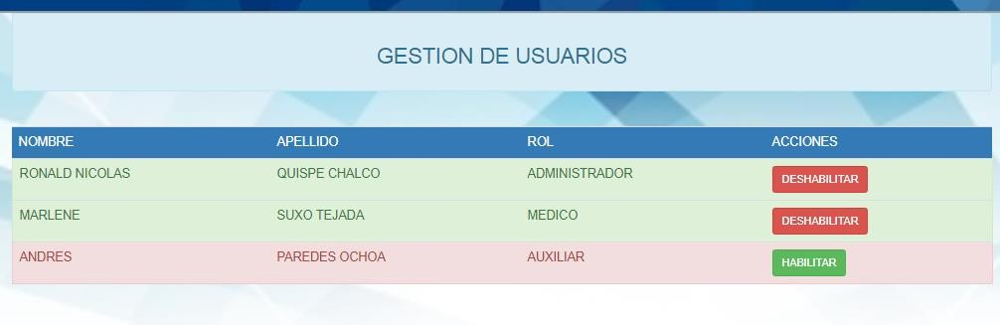 GESTION DE USUARIOS
NOMBRE APELLIDO ROL ACCIONES
RONALD NICOLAS QUISPE CHALCO ADMINISTRADOR DESHABILITAR
MARLENE SUXO TEJADA MEDICO DESHABILITAR
ANDRES PAREDES OCHOA AUXILIAR HABILITAR